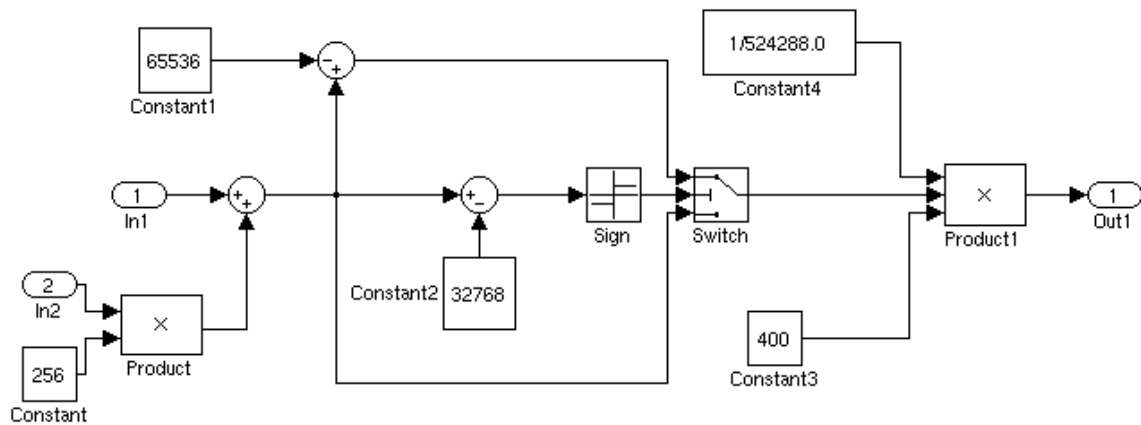 65536
Constant1
1/524288.0
Constant4
1
In1
Sign
Switch
×
Product1
1
Out1
2
In2
×
Product
256
Constant
Constant2
32768
400
Constant3